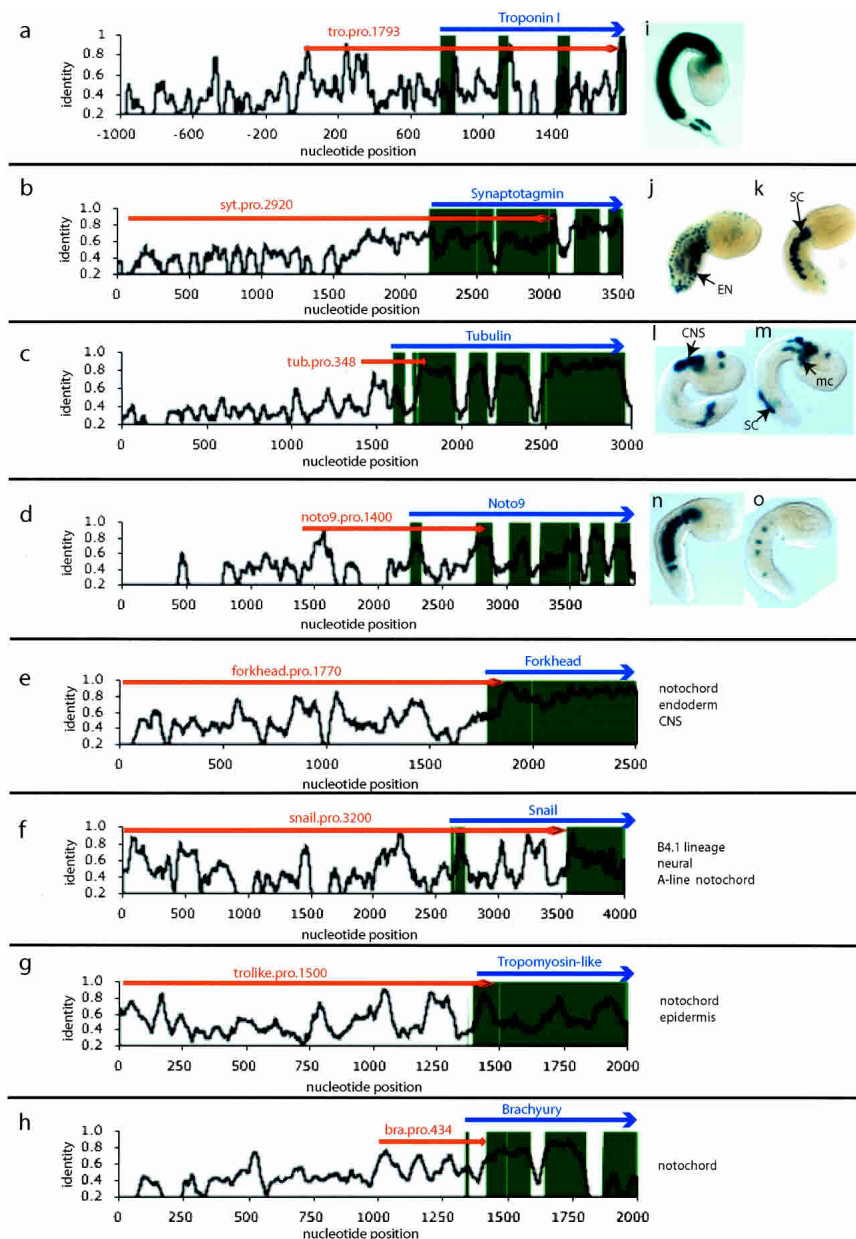 a
Troponin I
tro.pro.1793
identity
1
0.8
0.6
0.4
0.2
-1000 -600 -200 200 600 1000 1400
nucleotide position
i
b
Synaptotagmin
syt.pro.2920
identity
1.0
0.8
0.6
0.4
0.2
0 500 1000 1500 2000 2500 3000 3500
nucleotide position
j
EN
k
SC
c
Tubulin
tub.pro.348
identity
1.0
0.8
0.6
0.4
0.2
0 500 1000 1500 2000 2500 3000
nucleotide position
l
CNS
m
mc
SC
d
Noto9
noto9.pro.1400
identity
1.0
0.8
0.6
0.4
0.2
0 500 1000 1500 2000 2500 3000 3500
nucleotide position
n
o
e
Forkhead
forkhead.pro.1770
identity
1.0
0.8
0.6
0.4
0.2
0 500 1000 1500 2000 2500
nucleotide position
notochord
endoderm
CNS
f
Snail
snail.pro.3200
identity
1.0
0.8
0.6
0.4
0.2
0 500 1000 1500 2000 2500 3000 3500 4000
nucleotide position
B4.1 lineage
neural
A-line notochord
g
Tropomyosin-like
trolike.pro.1500
identity
1.0
0.8
0.6
0.4
0.2
0 250 500 750 1000 1250 1500 1750 2000
nucleotide position
notochord
epidermis
h
Brachyury
bra.pro.434
identity
1.0
0.8
0.6
0.4
0.2
0 250 500 750 1000 1250 1500 1750 2000
nucleotide position
notochord